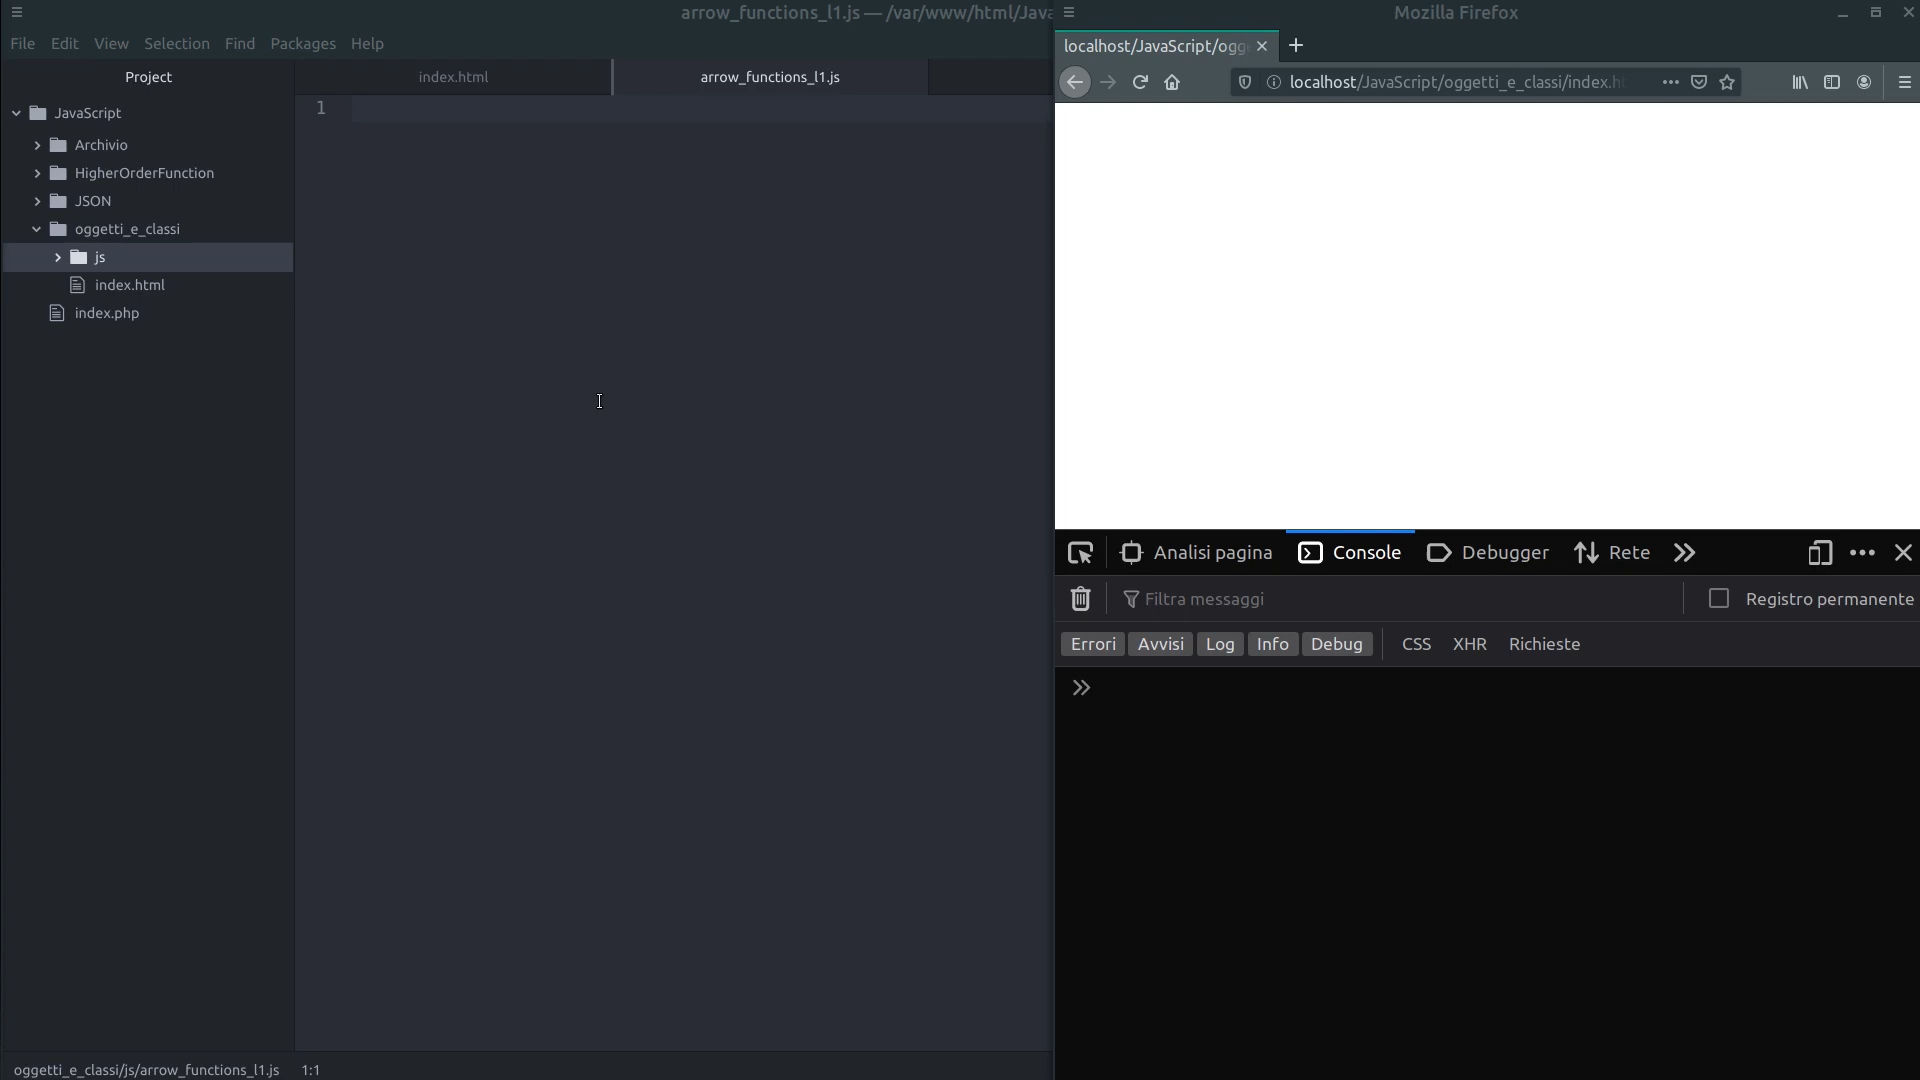 arrow_functions_l1.js — /var/www/html/Java
File Edit View Selection Find Packages Help
Project
JavaScript
Archivio
HigherOrderFunction
JSON
oggetti_e_classi
js
index.html
index.php
index.html
arrow_functions_l1.js
1
oggetti_e_classi/js/arrow_functions_l1.js 1:1
Mozilla Firefox
localhost/JavaScript/ogg
localhost/JavaScript/oggetti_e_classi/index.h
Analisi pagina Console Debugger Rete
Filtra messaggi Registro permanente
Errori Avvisi Log Info Debug CSS XHR Richieste